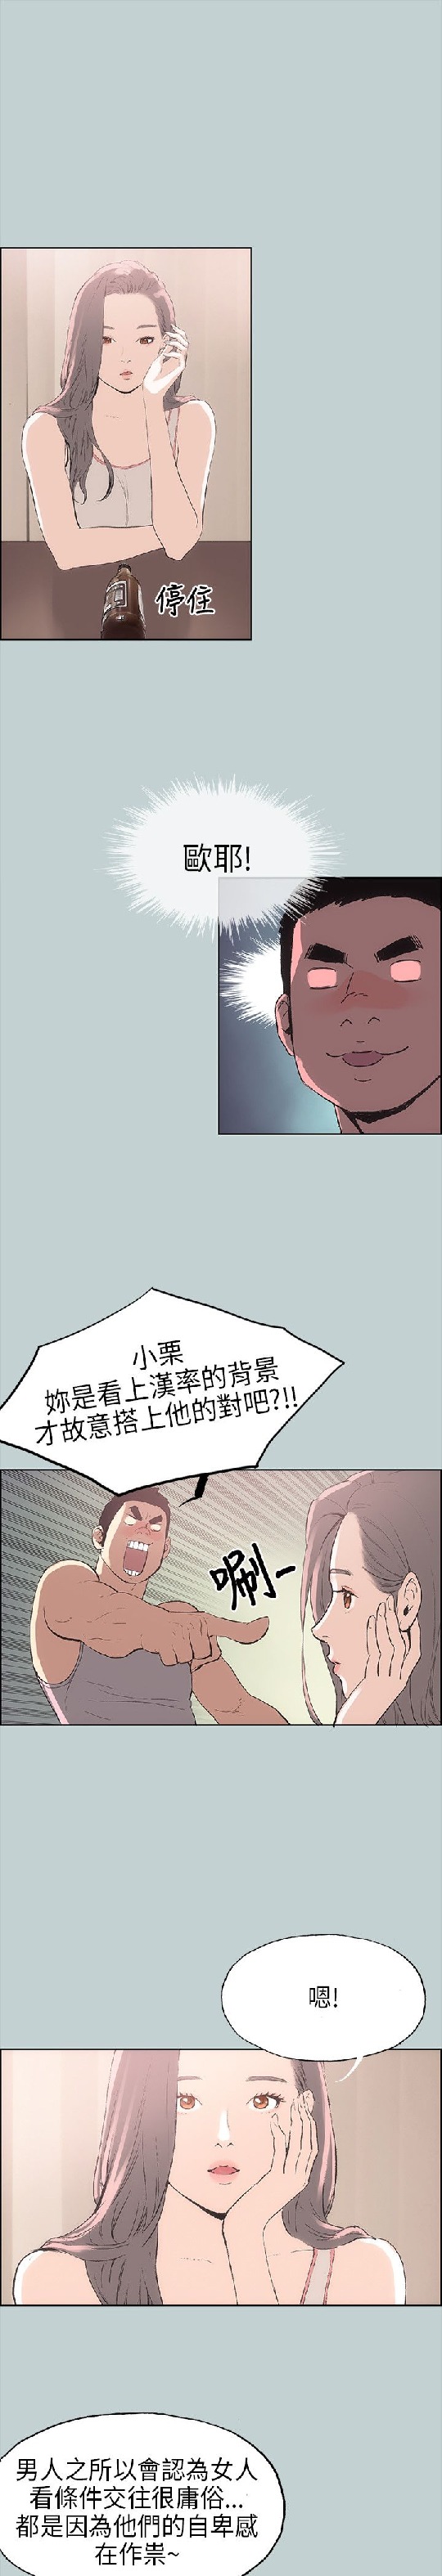 停住
歐耶!
小栗
妳是看上漢率的背景
才故意搭上他的對吧?!!
唰~
嗯!
男人之所以會認為女人
看條件交往很庸俗...
都是因為他們的自卑感
在作祟~